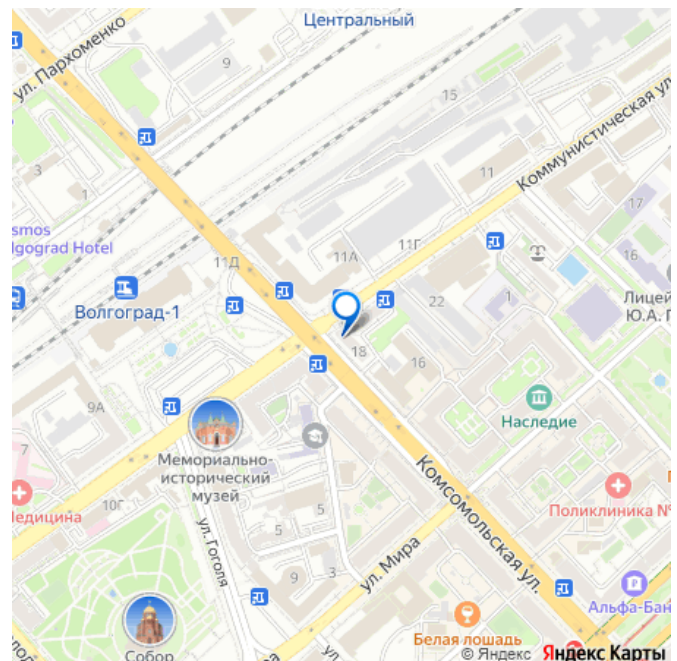 Центральный
ул. Пархоменко
9
15
Коммунистическая ул
11
3
1
17
smos
lgograd Hotel
11А
11Г
16
11Д
Волгоград-1
22
1
Лицей
Ю.А. Г
18
16
9А
Наследие
7
Мемориально-
исторический
музей
Медицина
10Г
ул. Гоголя
5
5
Комсомольская ул.
Поликлиника №
9
3
ул. Мира
Альфа-Бан
Белая лошадь
Собор
© Яндекс Яндекс Карты